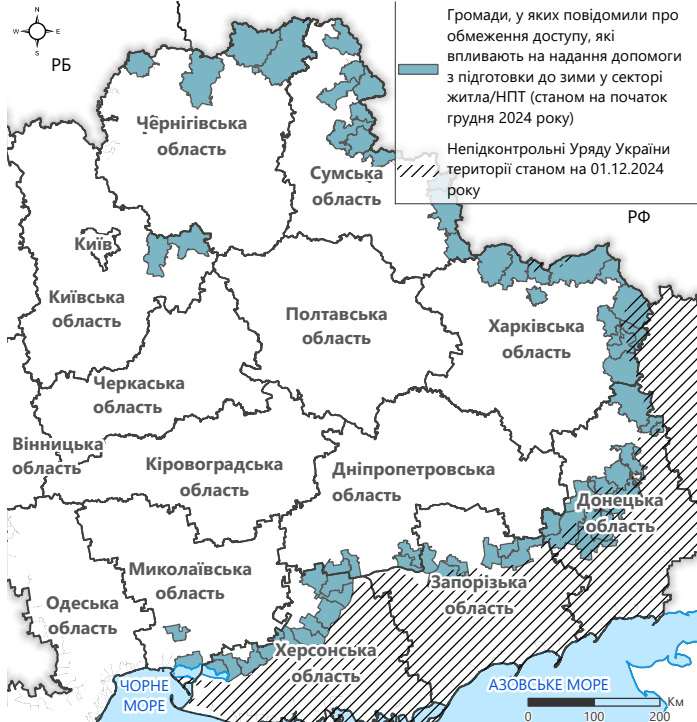 N
W E
S
РБ
Громади, у яких повідомили про
обмеження доступу, які
впливають на надання допомоги
з підготовки до зими у секторі
житла/НПТ (станом на початок
грудня 2024 року)
Непідконтрольні Уряду України
території станом на 01.12.2024
року
РФ
Чернігівська
область
Сумська
область
Київ
Київська
область
Полтавська
область
Харківська
область
Черкаська
область
Вінницька
область
Кіровоградська
область
Дніпропетровська
область
Донецька
область
Миколаївська
область
Запорізька
область
Одеська
область
Херсонська
область
ЧОРНЕ
МОРЕ
АЗОВСЬКЕ МОРЕ
Км
0 100 200